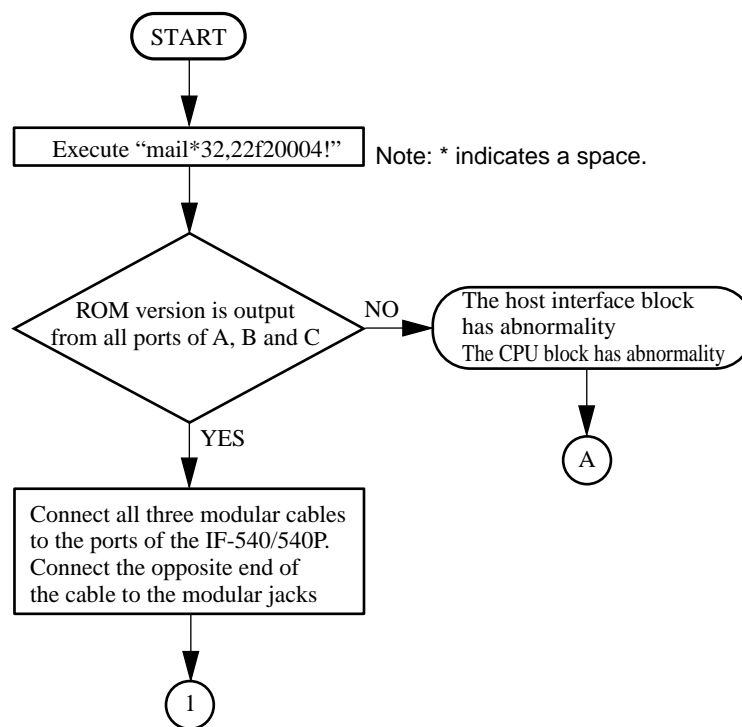 START
Execute “mail*32,22f20004!”
Note: * indicates a space.
ROM version is output
from all ports of A, B and C
NO
The host interface block
has abnormality
The CPU block has abnormality
YES
A
Connect all three modular cables
to the ports of the IF-540/540P.
Connect the opposite end of
the cable to the modular jacks
1